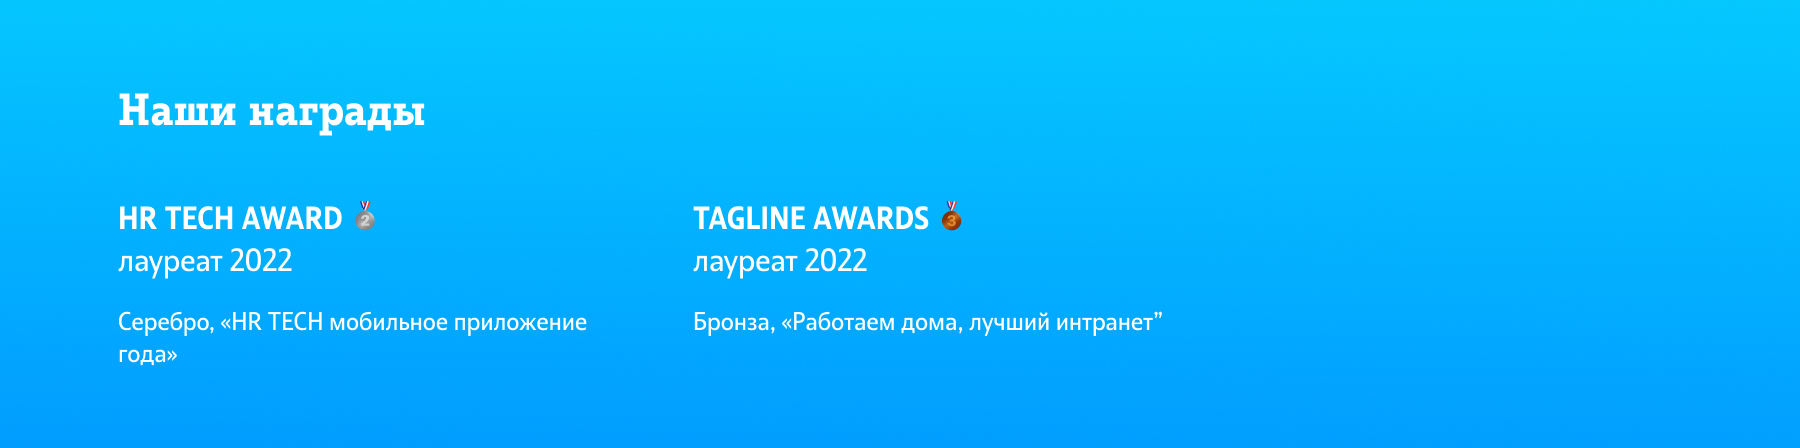 Наши награды
HR TECH AWARD 🥈
лауреат 2022
Серебро, «HR TECH мобильное приложение
года»
TAGLINE AWARDS 🥉
лауреат 2022
Бронза, «Работаем дома, лучший интранет”